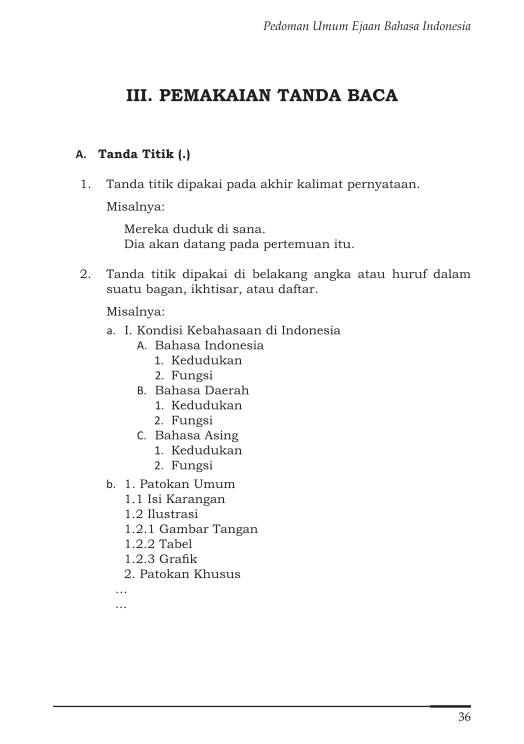 Pedoman Umum Ejaan Bahasa Indonesia
III. PEMAKAIAN TANDA BACA
A. Tanda Titik (.)
1. Tanda titik dipakai pada akhir kalimat pernyataan.
Misalnya:
Mereka duduk di sana.
Dia akan datang pada pertemuan itu.
2. Tanda titik dipakai di belakang angka atau huruf dalam
suatu bagan, ikhtisar, atau daftar.
Misalnya:
a. I. Kondisi Kebahasaan di Indonesia
A. Bahasa Indonesia
1. Kedudukan
2. Fungsi
B. Bahasa Daerah
1. Kedudukan
2. Fungsi
C. Bahasa Asing
1. Kedudukan
2. Fungsi
b. 1. Patokan Umum
1.1 Isi Karangan
1.2 Ilustrasi
1.2.1 Gambar Tangan
1.2.2 Tabel
1.2.3 Grafik
2. Patokan Khusus
...
...
36